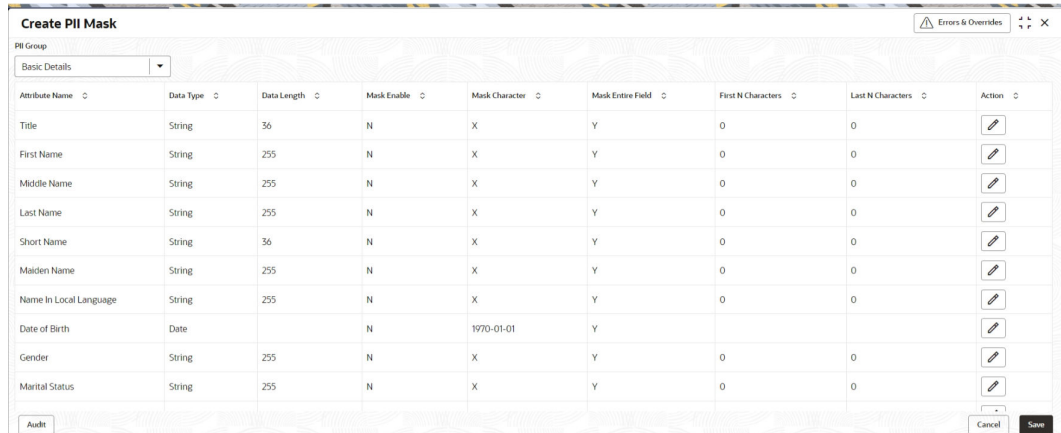 Create PII Mask
Errors & Overrides
PII Group
Basic Details
Attribute Name Data Type Data Length Mask Enable Mask Character Mask Entire Field First N Characters Last N Characters Action
Title String 36 N X Y 0 0
First Name String 255 N X Y 0 0
Middle Name String 255 N X Y 0 0
Last Name String 255 N X Y 0 0
Short Name String 36 N X Y 0 0
Maiden Name String 255 N X Y 0 0
Name In Local Language String 255 N X Y 0 0
Date of Birth Date N 1970-01-01 Y
Gender String 255 N X Y 0 0
Marital Status String 255 N X Y 0 0
Audit Cancel Save